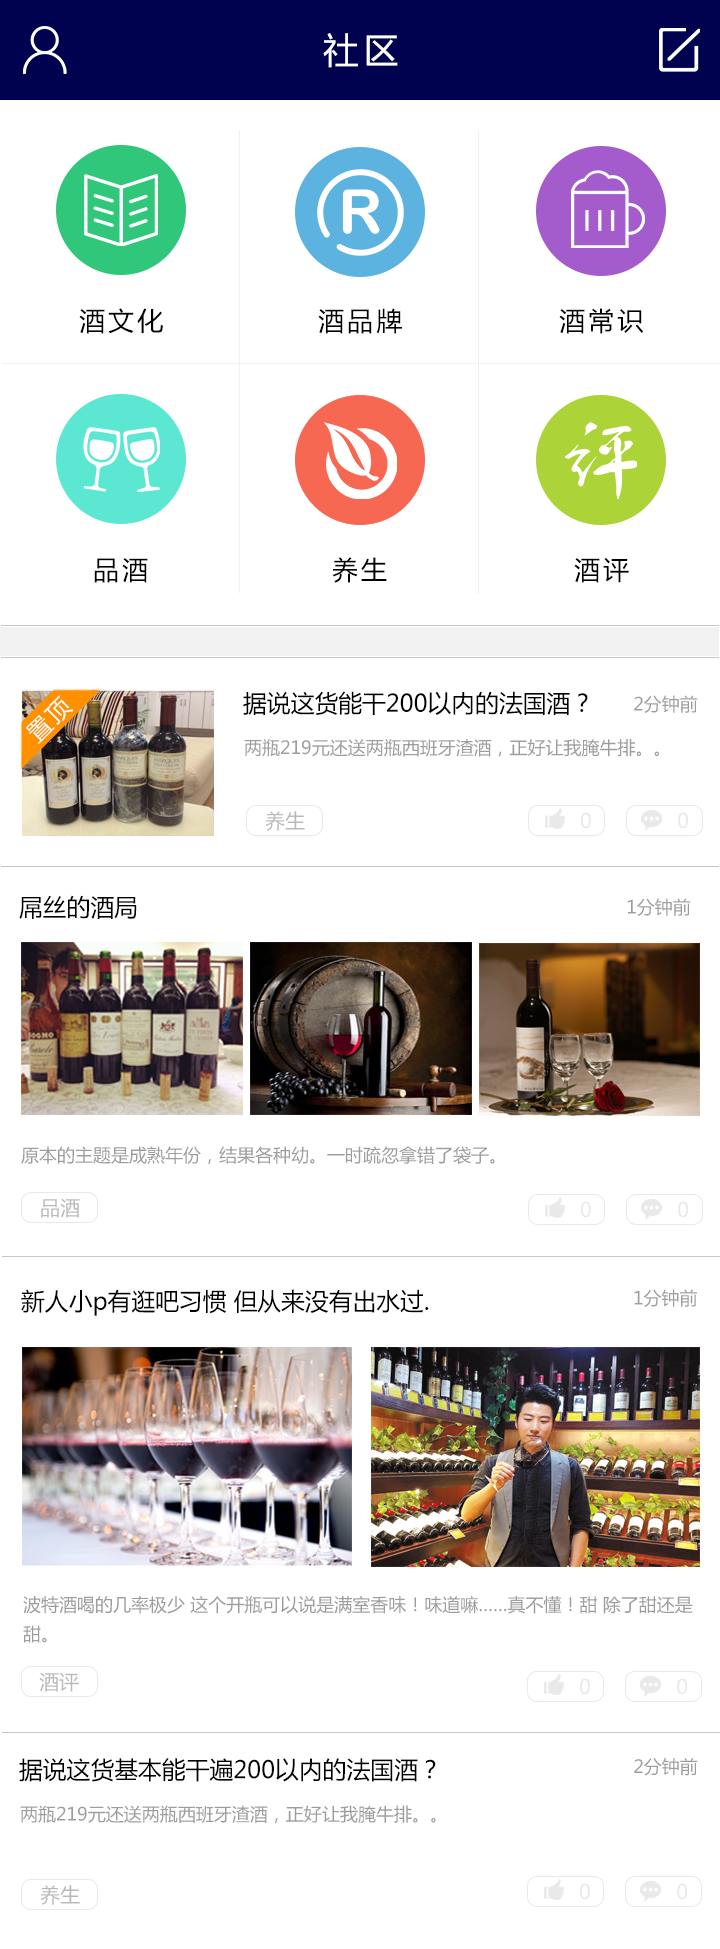 社区
酒文化
酒品牌
酒常识
评
品酒
养生
酒评
置顶
据说这货能干200以内的法国酒？
2分钟前
两瓶219元还送两瓶西班牙渣酒，正好让我腌牛排。。
养生
0
0
屌丝的酒局
1分钟前
原本的主题是成熟年份，结果各种幼。一时疏忽拿错了袋子。
品酒
0
0
新人小p有逛吧习惯 但从来没有出水过.
1分钟前
波特酒喝的几率极少 这个开瓶可以说是满室香味！味道嘛……真不懂！甜 除了甜还是
甜。
酒评
0
0
据说这货基本能干遍200以内的法国酒？
2分钟前
两瓶219元还送两瓶西班牙渣酒，正好让我腌牛排。。
养生
0
0